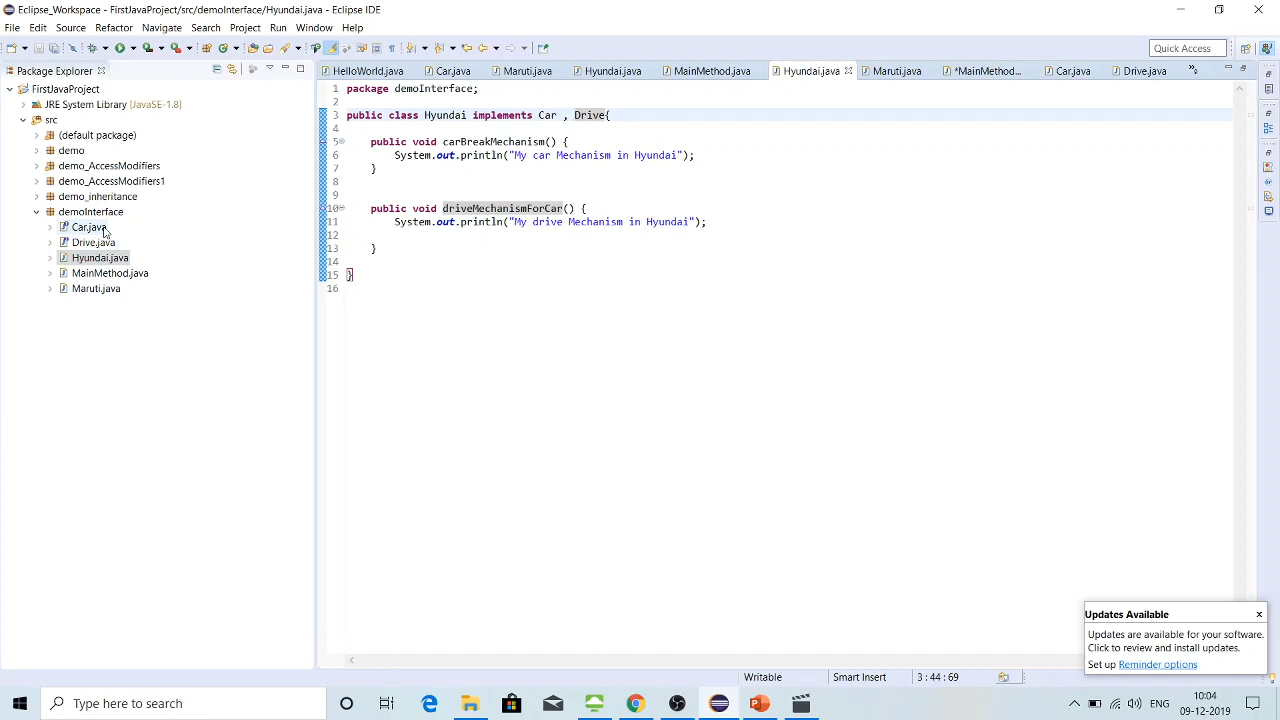 Eclipse_Workspace - FirstJavaProject/src/demoInterface/Hyundai.java - Eclipse IDE
File Edit Source Refactor Navigate Search Project Run Window Help
Quick Access
Package Explorer
HelloWorld.java Car.java Maruti.java Hyundai.java MainMethod.java Hyundai.java Maruti.java *MainMethod... Car.java Drive.java
FirstJavaProject
JRE System Library [JavaSE-1.8]
src
(default package)
demo
demo_AccessModifiers
demo_AccessModifiers1
demo_inheritance
demoInterface
Car.java
Drive.java
Hyundai.java
MainMethod.java
Maruti.java
1 package demoInterface;
2
3 public class Hyundai implements Car , Drive{
4
5 public void carBreakMechanism() {
6 System.out.println("My car Mechanism in Hyundai");
7 }
8
9
10 public void driveMechanismForCar() {
11 System.out.println("My drive Mechanism in Hyundai");
12
13 }
14
15 }
16
Updates Available
Updates are available for your software.
Click to review and install updates.
Set up Reminder options
Writable Smart Insert 3 : 44 : 69
Type here to search
ENG
10:04
09-12-2019